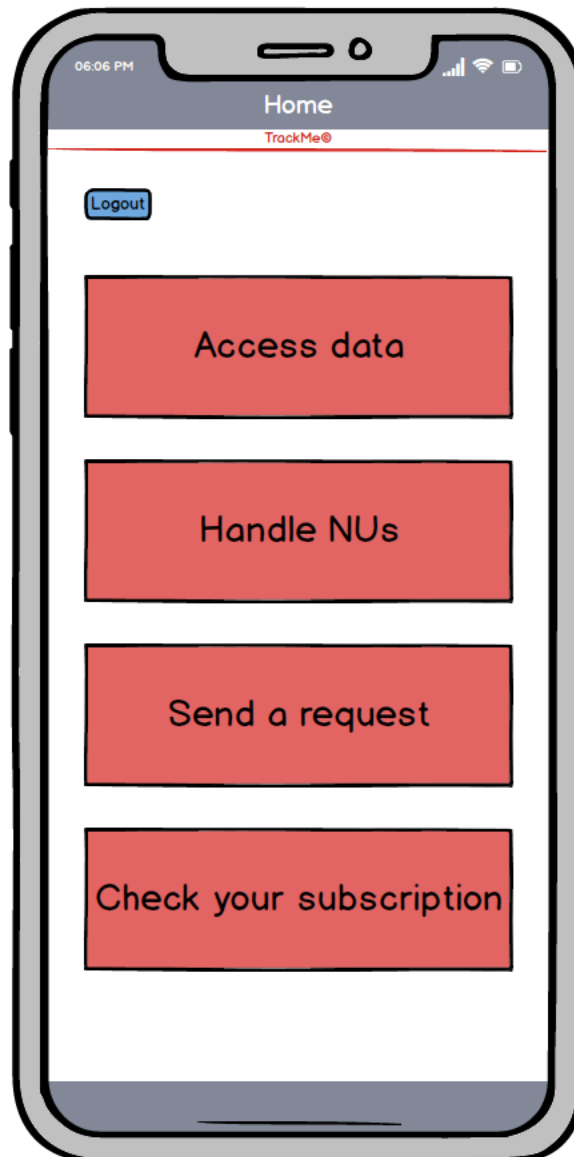 06:06 PM
Home
TrackMe©
Logout
Access data
Handle NUs
Send a request
Check your subscription